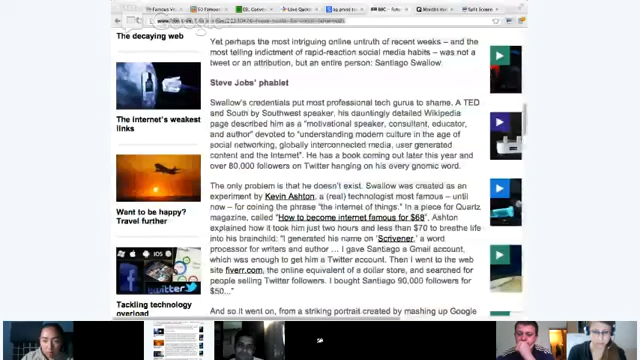 The decaying web
The internet's weakest
links
Want to be happy?
Travel further
Tackling technology
overload
Yet perhaps the most intriguing online untruth of recent weeks – and the
most telling indictment of rapid-reaction social media habits – was not a
tweet or an attribution, but an entire person: Santiago Swallow.
Steve Jobs' phablet
Swallow's credentials put most professional tech gurus to shame. A TED
and South by Southwest speaker, his dauntingly detailed Wikipedia
page described him as a "motivational speaker, consultant, educator,
and author" devoted to "understanding modern culture in the age of
social networking, globally interconnected media, user generated
content and the Internet". He has a book coming out later this year and
over 80,000 followers on Twitter hanging on his every gnomic word.
The only problem is that he doesn't exist. Swallow was created as an
experiment by Kevin Ashton, a (real) technologist most famous – until
now – for coining the phrase "the internet of things." In a piece for Quartz
magazine, called "How to become internet famous for $68", Ashton
explained how it took him just two hours and less than $70 to breathe life
into his brainchild: "I generated his name on 'Scrivener,' a word
processor for writers and author … I gave Santiago a Gmail account,
which was enough to get him a Twitter account. Then I went to the web
site fiverr.com, the online equivalent of a dollar store, and searched for
people selling Twitter followers. I bought Santiago 90,000 followers for
$50..."
And so it went on, from a striking portrait created by mashing up Google